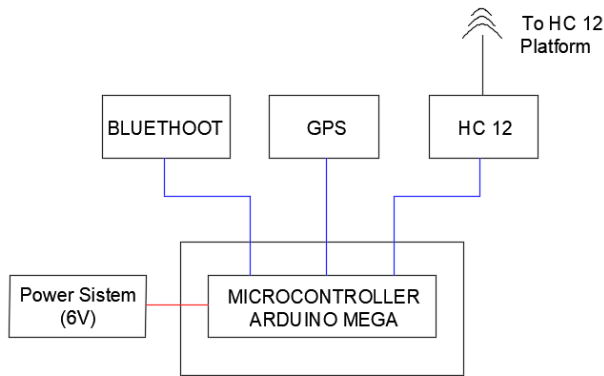 To HC 12
Platform
BLUETHOOT
GPS
HC 12
Power Sistem
(6V)
MICROCONTROLLER
ARDUINO MEGA